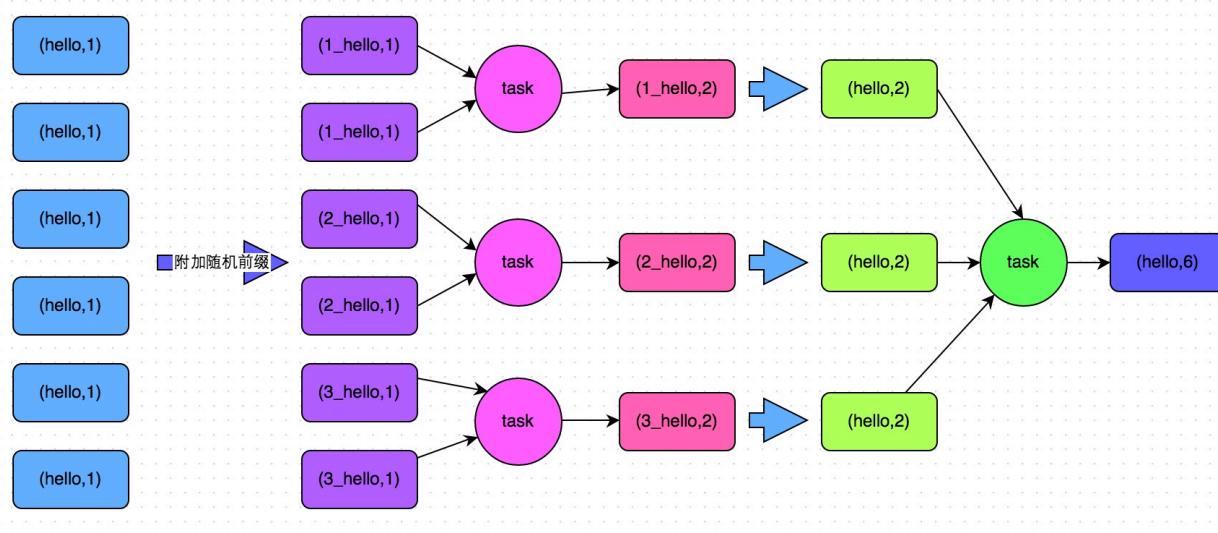 (hello,1)
(hello,1)
(hello,1)
(hello,1)
(hello,1)
(hello,1)
附加随机前缀
(1_hello,1)
(1_hello,1)
(2_hello,1)
(2_hello,1)
(3_hello,1)
(3_hello,1)
task
task
task
(1_hello,2)
(2_hello,2)
(3_hello,2)
(hello,2)
(hello,2)
(hello,2)
task
(hello,6)